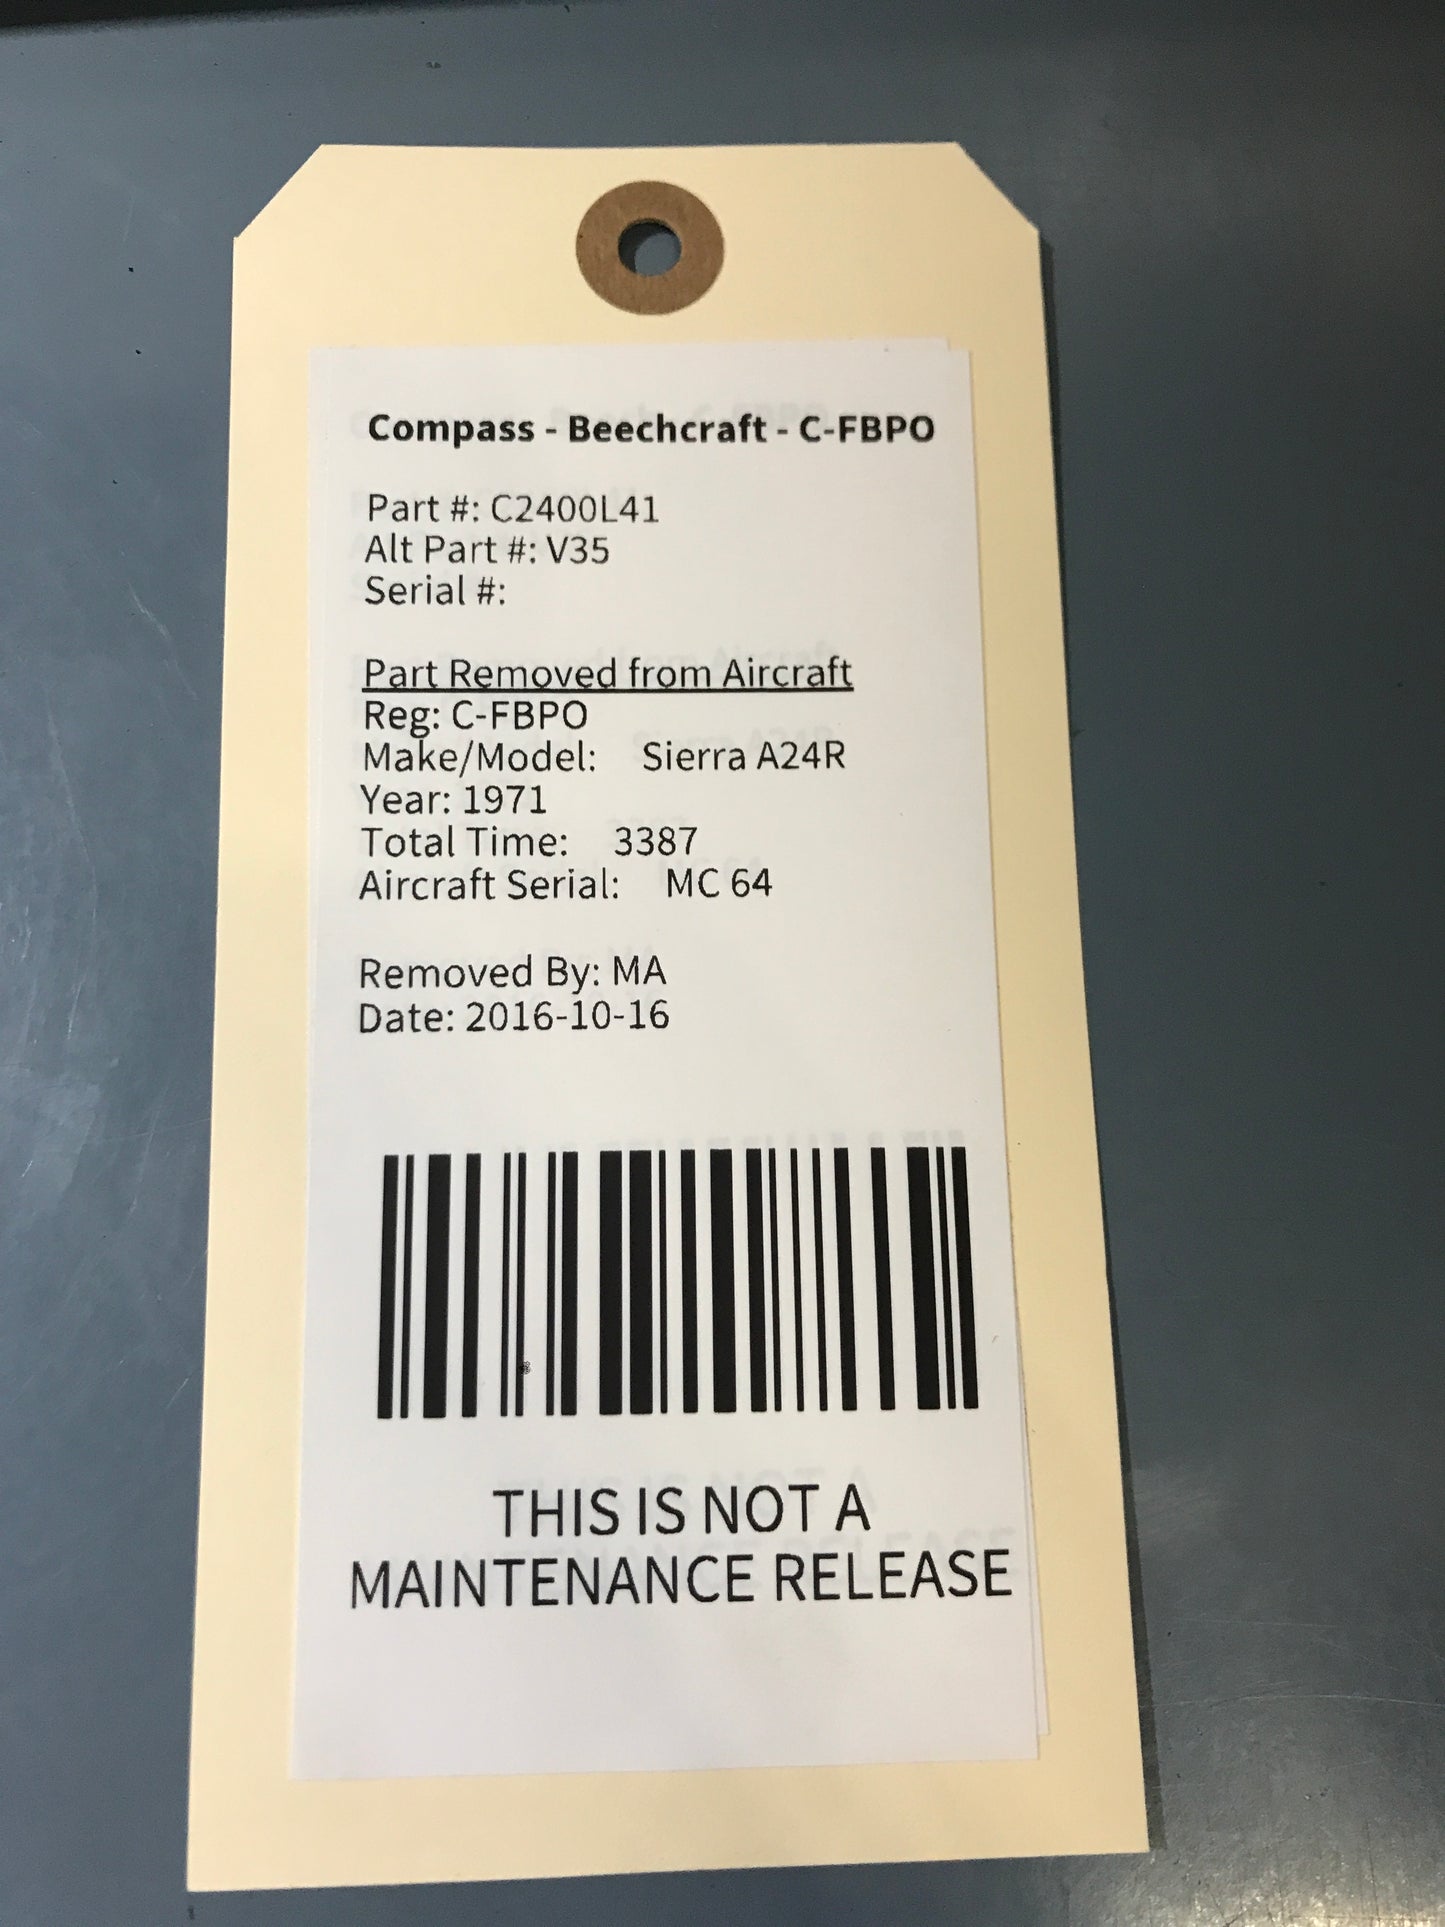 Compass - Beechcraft - C-FBPO
Part #: C2400L41
Alt Part #: V35
Serial #:
Part Removed from Aircraft
Reg: C-FBPO
Make/Model: Sierra A24R
Year: 1971
Total Time: 3387
Aircraft Serial: MC 64
Removed By: MA
Date: 2016-10-16
THIS IS NOT A
MAINTENANCE RELEASE